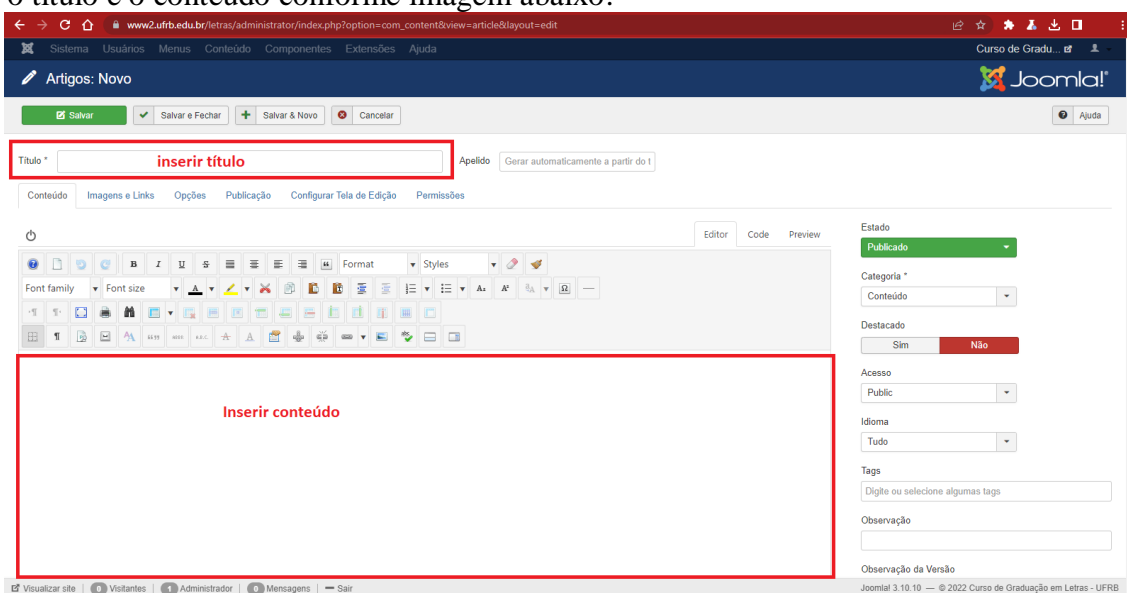 o título e o conteúdo conforme imagem abaixo:
www2.ufrb.edu.br/letras/administrator/index.php?option=com_content&view=article&layout=edit
Sistema Usuários Menus Conteúdo Componentes Extensões Ajuda Curso de Gradu...
Artigos: Novo Joomla!®
Salvar Salvar e Fechar Salvar & Novo Cancelar Ajuda
Título * inserir título Apelido Gerar automaticamente a partir do t
Conteúdo Imagens e Links Opções Publicação Configurar Tela de Edição Permissões
Editor Code Preview
Format Styles
Font family Font size
Inserir conteúdo
Estado
Publicado
Categoria *
Conteúdo
Destacado
Sim Não
Acesso
Public
Idioma
Tudo
Tags
Digite ou selecione algumas tags
Observação
Observação da Versão
Visualizar site | 0 Visitantes | 1 Administrador | 0 Mensagens | Sair
Joomla! 3.10.10 — © 2022 Curso de Graduação em Letras - UFRB